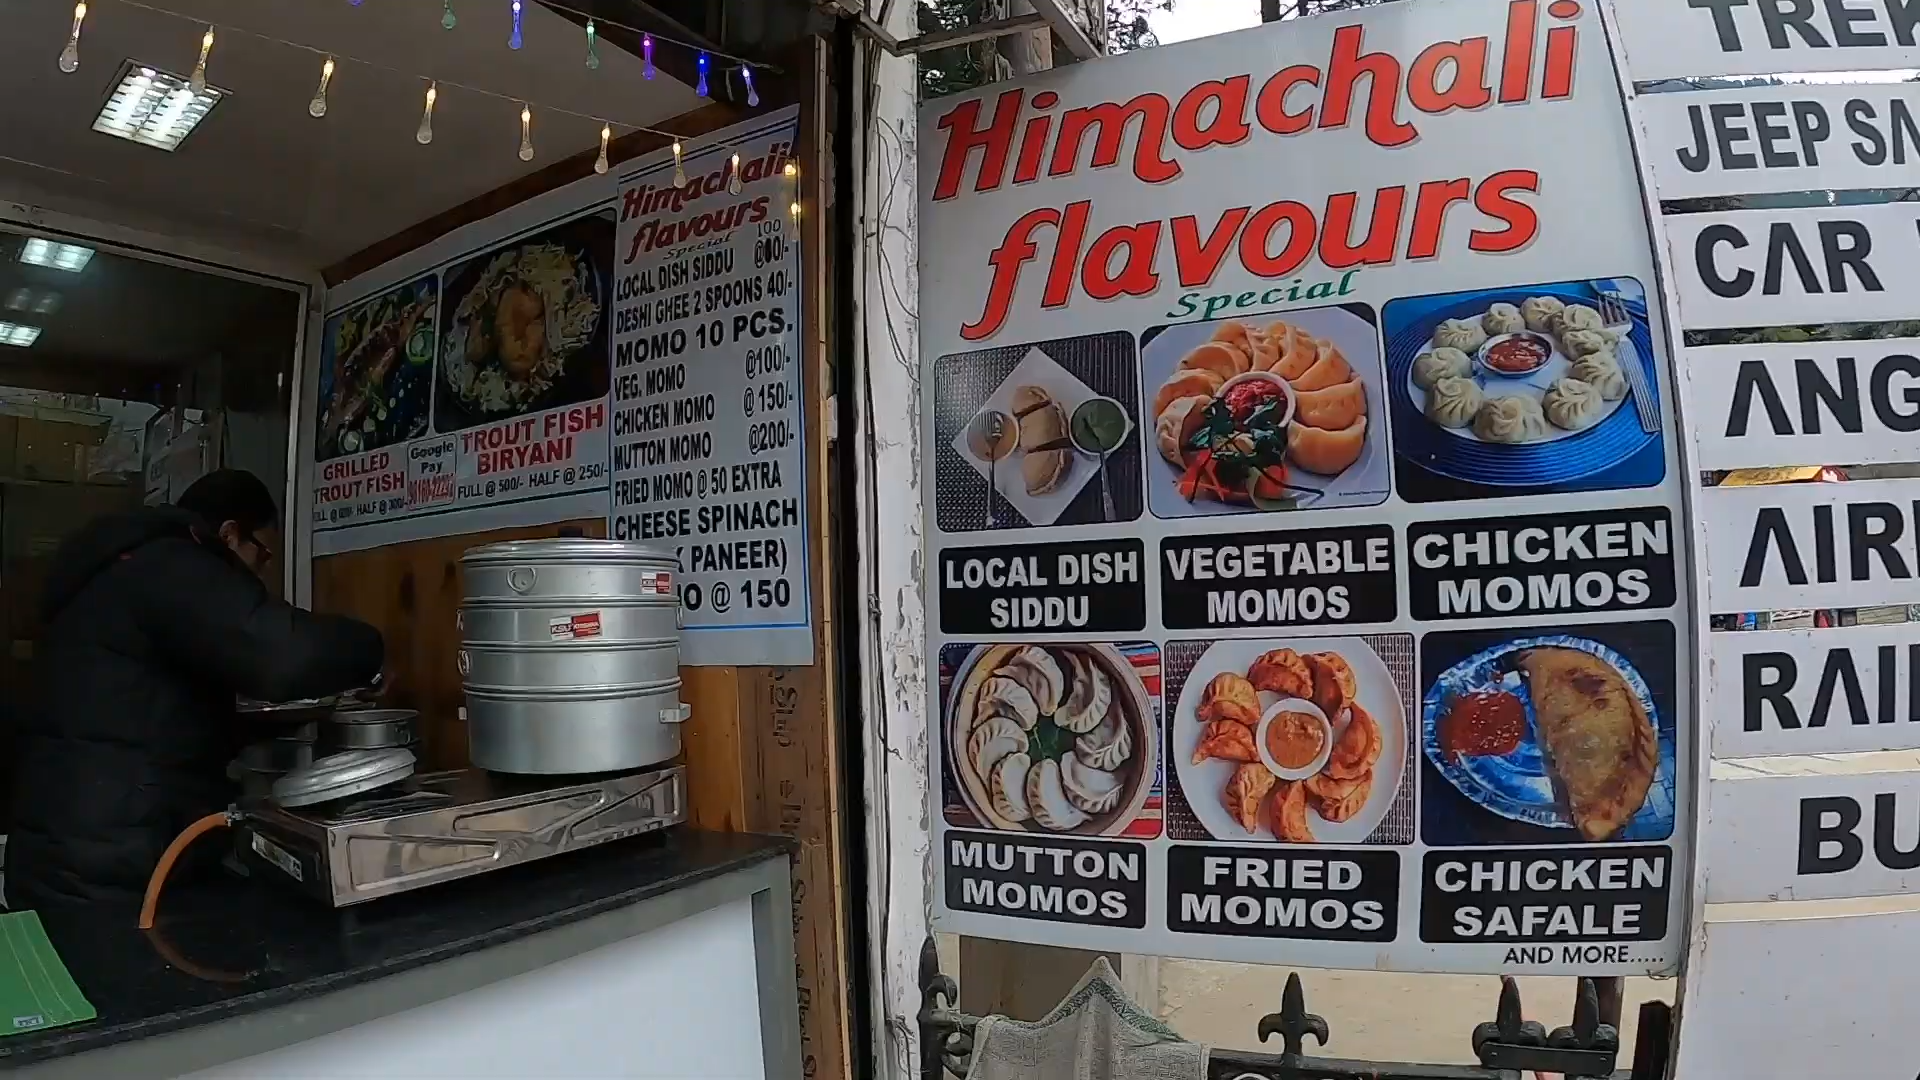 Himachali
flavours
Special
100
LOCAL DISH SIDDU
DESHI GHEE 2 SPOONS 40/-
MOMO 10 PCS.
VEG. MOMO @100/-
CHICKEN MOMO @150/-
MUTTON MOMO @200/-
FRIED MOMO @ 50 EXTRA
CHEESE SPINACH
PANEER)
@ 150
GRILLED
TROUT FISH
HALF @ 300/-
Google
Pay
TROUT FISH
BIRYANI
FULL @ 500/- HALF @ 250/-
Himachali
flavours
Special
LOCAL DISH
SIDDU
VEGETABLE
MOMOS
CHICKEN
MOMOS
MUTTON
MOMOS
FRIED
MOMOS
CHICKEN
SAFALE
AND MORE.....
TREK
JEEP SA
CAR
ANG
AIR
RAI
BU